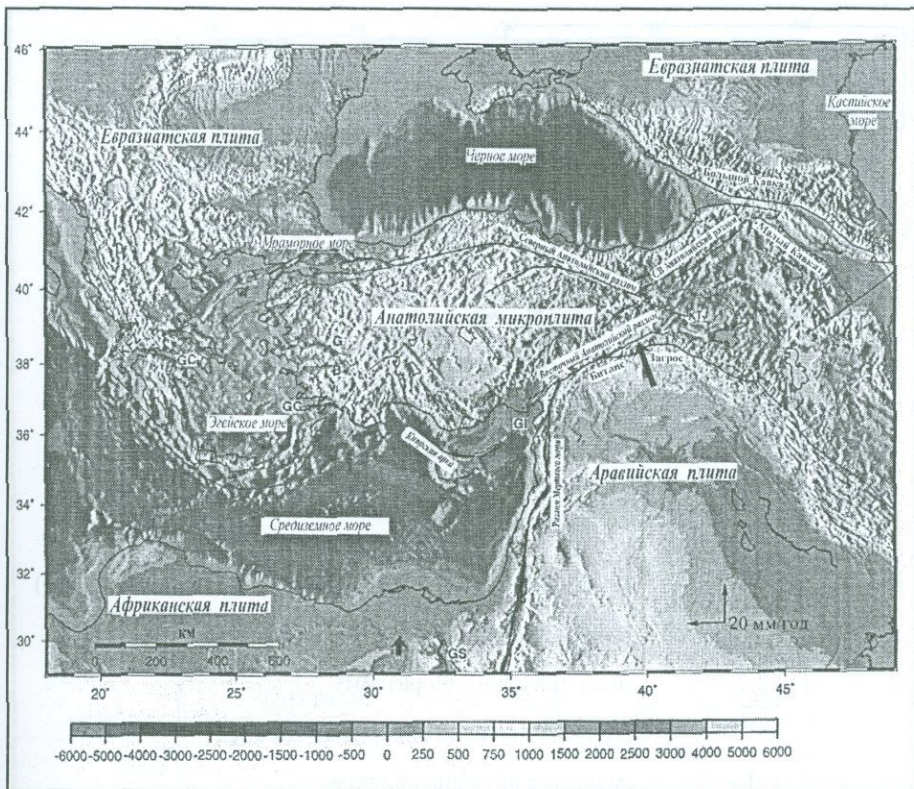 46°
44°
42°
40°
38°
36°
34°
32°
30°
Евразиатская плита
Каспийское море
Евразиатская плита
Черное море
Большой Кавказ
Мраморное море
Северный Анатолийский разлом
Малый Кавказ
Анатолийская микроплита
Восточный Анатолийский разлом
KF
GC
G
B
Битлис
Загрос
GG
Эгейское море
GI
Кипрская арка
Разлом Мертвого моря
Аравийская плита
Средиземное море
Африканская плита
20 мм/год
км
0 200 400 600
GS
20° 25° 30° 35° 40° 45°
-6000 -5000 -4000 -3000 -2500 -2000 -1500 -1000 -500 0 250 500 750 1000 1500 2000 2500 3000 4000 5000 6000